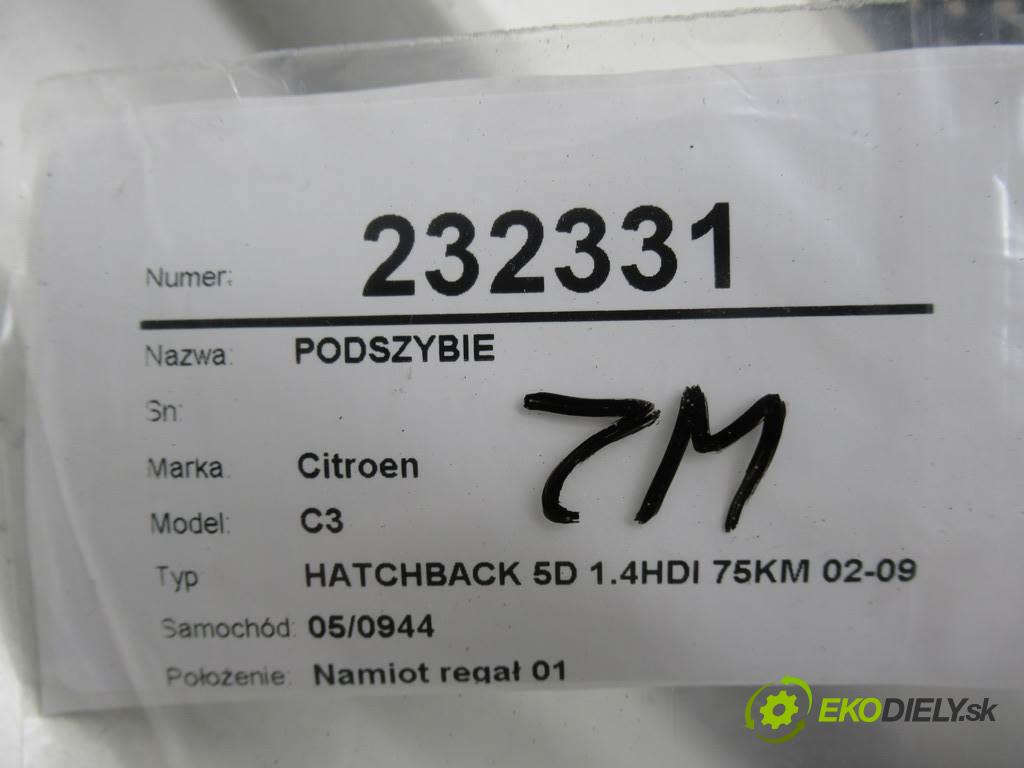 Numer: 232331
Nazwa: PODSZYBIE
Sn:
Marka Citroen
Model: C3
Typ HATCHBACK 5D 1.4HDI 75KM 02-09
Samochód: 05/0944
Położenie: Namiot regał 01
EKODIELY.sk